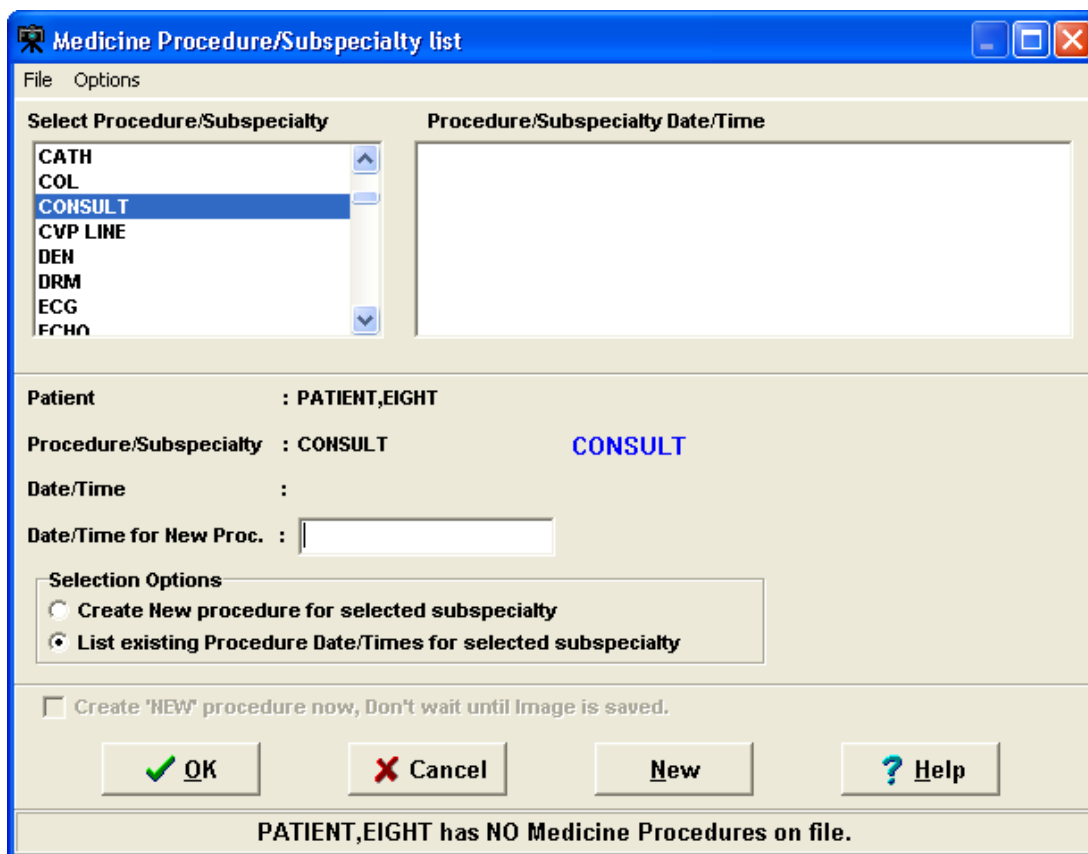 Medicine Procedure/Subspecialty list
File Options
Select Procedure/Subspecialty Procedure/Subspecialty Date/Time
CATH
COL
CONSULT
CVP LINE
DEN
DRM
ECG
ECHO
Patient : PATIENT,EIGHT
Procedure/Subspecialty : CONSULT CONSULT
Date/Time :
Date/Time for New Proc. :
Selection Options
Create New procedure for selected subspecialty
List existing Procedure Date/Times for selected subspecialty
Create 'NEW' procedure now, Don't wait until Image is saved.
OK Cancel New ? Help
PATIENT,EIGHT has NO Medicine Procedures on file.